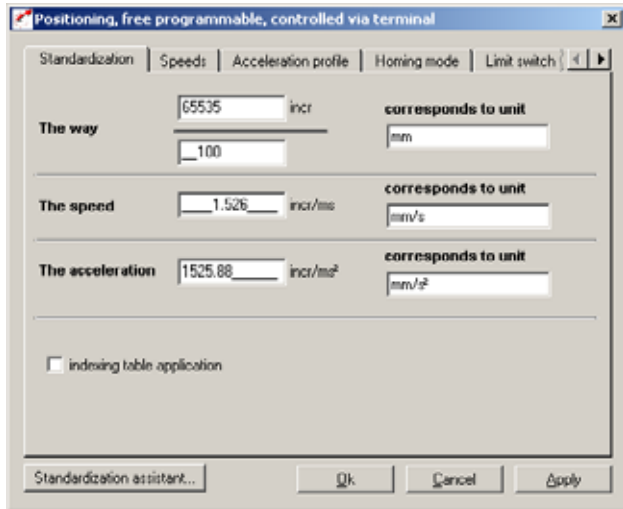 Positioning, free programmable, controlled via terminal
Standardization Speeds Acceleration profile Homing mode Limit switch
65535 incr corresponds to unit
The way mm
__100
corresponds to unit
The speed ____1.526____ incr/ms mm/s
corresponds to unit
The acceleration 1525.88______ incr/ms² mm/s²
indexing table application
Standardization assistant... Ok Cancel Apply